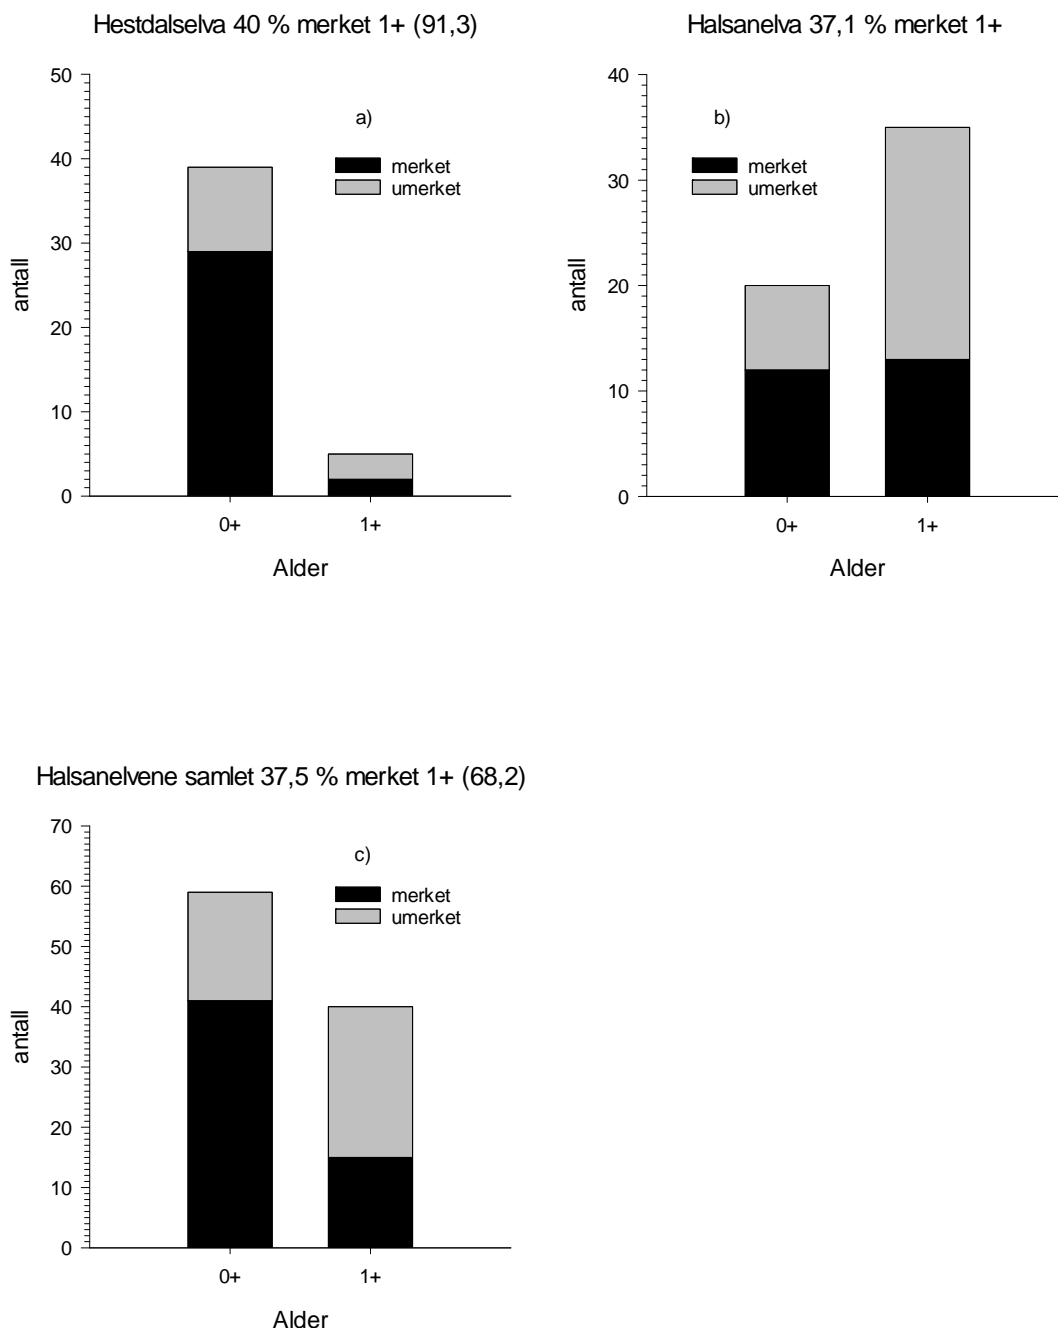 Hestdalselva 40 % merket 1+ (91,3)
50
40
30
20
10
0
antall
a)
merket
umerket
0+ 1+
Alder
Halsanelva 37,1 % merket 1+
40
30
20
10
0
antall
b)
merket
umerket
0+ 1+
Alder
Halsanelvene samlet 37,5 % merket 1+ (68,2)
70
60
50
40
30
20
10
0
antall
c)
merket
umerket
0+ 1+
Alder